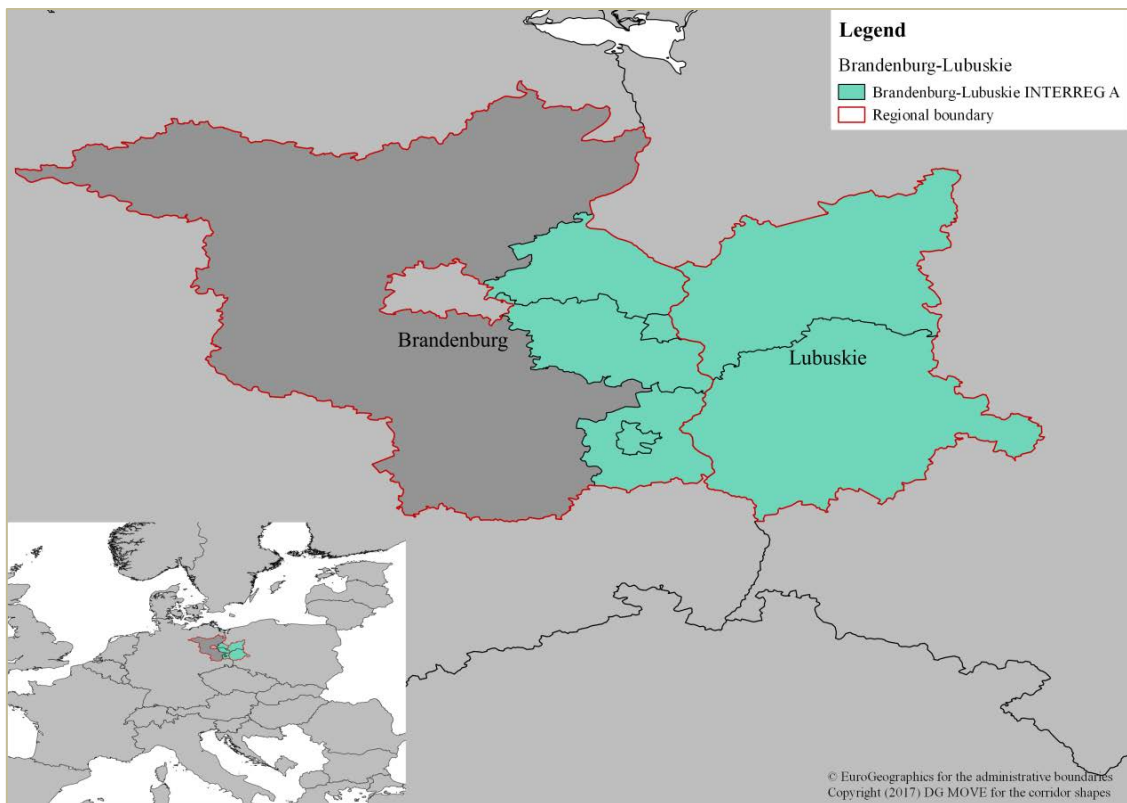 Legend
Brandenburg-Lubuskie
Brandenburg-Lubuskie INTERREG A
Regional boundary
Brandenburg
Lubuskie
© EuroGeographics for the administrative boundaries
Copyright (2017) DG MOVE for the corridor shapes